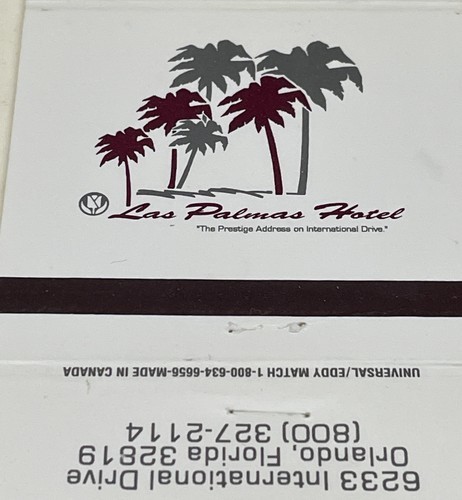 Las Palmas Hotel
"The Prestige Address on International Drive."
UNIVERSAL/EDDY MATCH 1-800-634-6656-MADE IN CANADA
6233 International Drive
Orlando, Florida 32819
(800) 327-2114